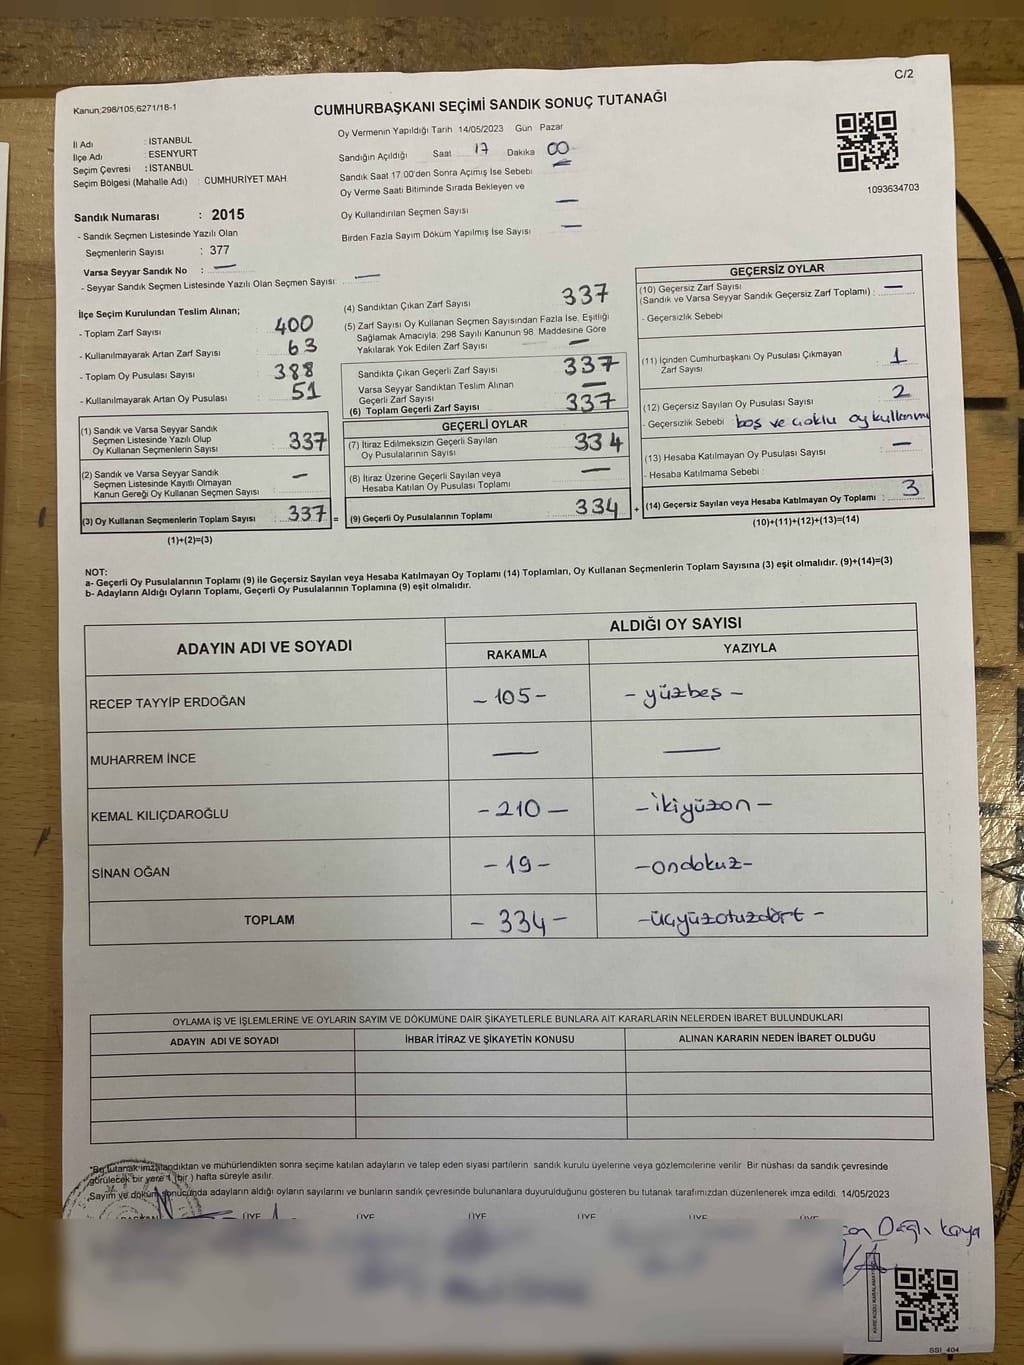 C/2
Kanun;298/105,6271/18-1
CUMHURBAŞKANI SEÇİMİ SANDIK SONUÇ TUTANAĞI
İl Adı : İSTANBUL
İlçe Adı : ESENYURT
Seçim Çevresi : İSTANBUL
Seçim Bölgesi (Mahalle Adı) : CUMHURİYET MAH.
Sandık Numarası : 2015
- Sandık Seçmen Listesinde Yazılı Olan
Seçmenlerin Sayısı : 377
Varsa Seyyar Sandık No : —
- Seyyar Sandık Seçmen Listesinde Yazılı Olan Seçmen Sayısı: —
Oy Vermenin Yapıldığı Tarih 14/05/2023 Gün Pazar
Sandığın Açıldığı Saat 17 Dakika 00
Sandık Saat 17:00'den Sonra Açımış İse Sebebi
Oy Verme Saati Bitiminde Sırada Bekleyen ve
Oy Kullandırılan Seçmen Sayısı —
Birden Fazla Sayım Döküm Yapılmış İse Sayısı —
1093634703
İlçe Seçim Kurulundan Teslim Alınan;
- Toplam Zarf Sayısı : 400
- Kullanılmayarak Artan Zarf Sayısı : 63
- Toplam Oy Pusulası Sayısı : 388
- Kullanılmayarak Artan Oy Pusulası : 51
(1) Sandık ve Varsa Seyyar Sandık
Seçmen Listesinde Yazılı Olup
Oy Kullanan Seçmenlerin Sayısı : 337
(2) Sandık ve Varsa Seyyar Sandık
Seçmen Listesinde Kayıtlı Olmayan
Kanun Gereği Oy Kullanan Seçmen Sayısı : —
(3) Oy Kullanan Seçmenlerin Toplam Sayısı : 337 =
(1)+(2)=(3)
(4) Sandıktan Çıkan Zarf Sayısı 337
(5) Zarf Sayısı Oy Kullanan Seçmen Sayısından Fazla İse, Eşitliği
Sağlamak Amacıyla, 298 Sayılı Kanunun 98. Maddesine Göre
Yakılarak Yok Edilen Zarf Sayısı —
Sandıkta Çıkan Geçerli Zarf Sayısı : 337
Varsa Seyyar Sandıktan Teslim Alınan
Geçerli Zarf Sayısı —
(6) Toplam Geçerli Zarf Sayısı : 337
GEÇERLİ OYLAR
(7) İtiraz Edilmeksizin Geçerli Sayılan
Oy Pusulalarının Sayısı : 334
(8) İtiraz Üzerine Geçerli Sayılan veya
Hesaba Katılan Oy Pusulası Toplamı : —
(9) Geçerli Oy Pusulalarının Toplamı : 334 +
GEÇERSİZ OYLAR
(10) Geçersiz Zarf Sayısı
(Sandık ve Varsa Seyyar Sandık Geçersiz Zarf Toplamı) : —
- Geçersizlik Sebebi
(11) İçinden Cumhurbaşkanı Oy Pusulası Çıkmayan
Zarf Sayısı : 1
(12) Geçersiz Sayılan Oy Pusulası Sayısı : 2
- Geçersizlik Sebebi boş ve çoklu oy kullanımı
(13) Hesaba Katılmayan Oy Pusulası Sayısı : —
- Hesaba Katılmama Sebebi :
(14) Geçersiz Sayılan veya Hesaba Katılmayan Oy Toplamı : 3
(10)+(11)+(12)+(13)=(14)
NOT:
a- Geçerli Oy Pusulalarının Toplamı (9) ile Geçersiz Sayılan veya Hesaba Katılmayan Oy Toplamı (14) Toplamları, Oy Kullanan Seçmenlerin Toplam Sayısına (3) eşit olmalıdır. (9)+(14)=(3)
b- Adayların Aldığı Oyların Toplamı, Geçerli Oy Pusulalarının Toplamına (9) eşit olmalıdır.
ADAYIN ADI VE SOYADI
ALDIĞI OY SAYISI
RAKAMLA YAZIYLA
RECEP TAYYİP ERDOĞAN - 105 - - yüzbeş -
MUHARREM İNCE — —
KEMAL KILIÇDAROĞLU - 210 - - ikiyüzon -
SİNAN OĞAN - 19 - - ondokuz -
TOPLAM - 334 - - üçyüzotuzdört -
OYLAMA İŞ VE İŞLEMLERİNE VE OYLARIN SAYIM VE DÖKÜMÜNE DAİR ŞİKAYETLERLE BUNLARA AİT KARARLARIN NELERDEN İBARET BULUNDUKLARI
ADAYIN ADI VE SOYADI İHBAR İTİRAZ VE ŞİKAYETİN KONUSU ALINAN KARARIN NEDEN İBARET OLDUĞU
*Bu tutanak imzalandıktan ve mühürlendikten sonra seçime katılan adayların ve talep eden siyasi partilerin sandık kurulu üyelerine veya gözlemcilerine verilir. Bir nüshası da sandık çevresinde
görülecek bir yere 1 (bir ) hafta süreyle asılır.
Sayım ve döküm sonucunda adayların aldığı oyların sayılarını ve bunların sandık çevresinde bulunanlara duyurulduğunu gösteren bu tutanak tarafımızdan düzenlenerek imza edildi. 14/05/2023
BAŞKAN ÜYE ÜYE ÜYE ÜYE ÜYE ÜYE
Dağlı kaya
SSI_404